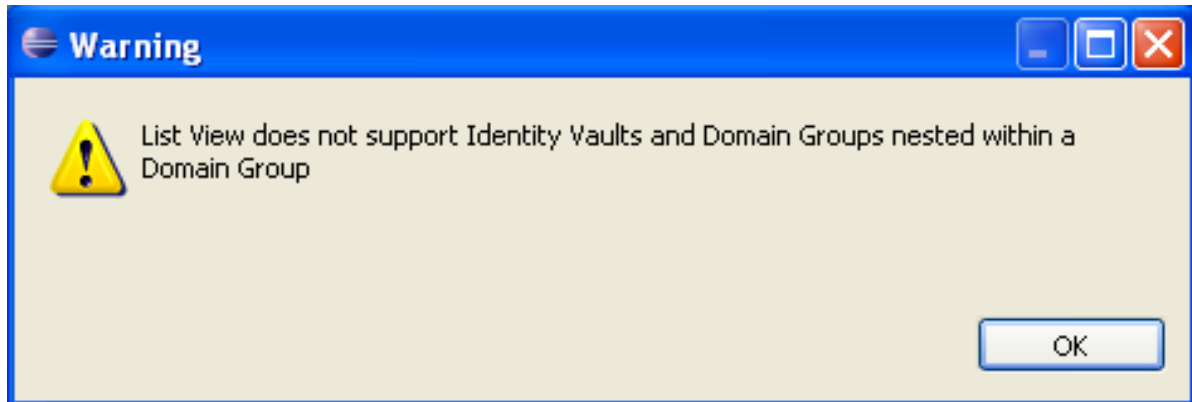 Warning
List View does not support Identity Vaults and Domain Groups nested within a
Domain Group
OK